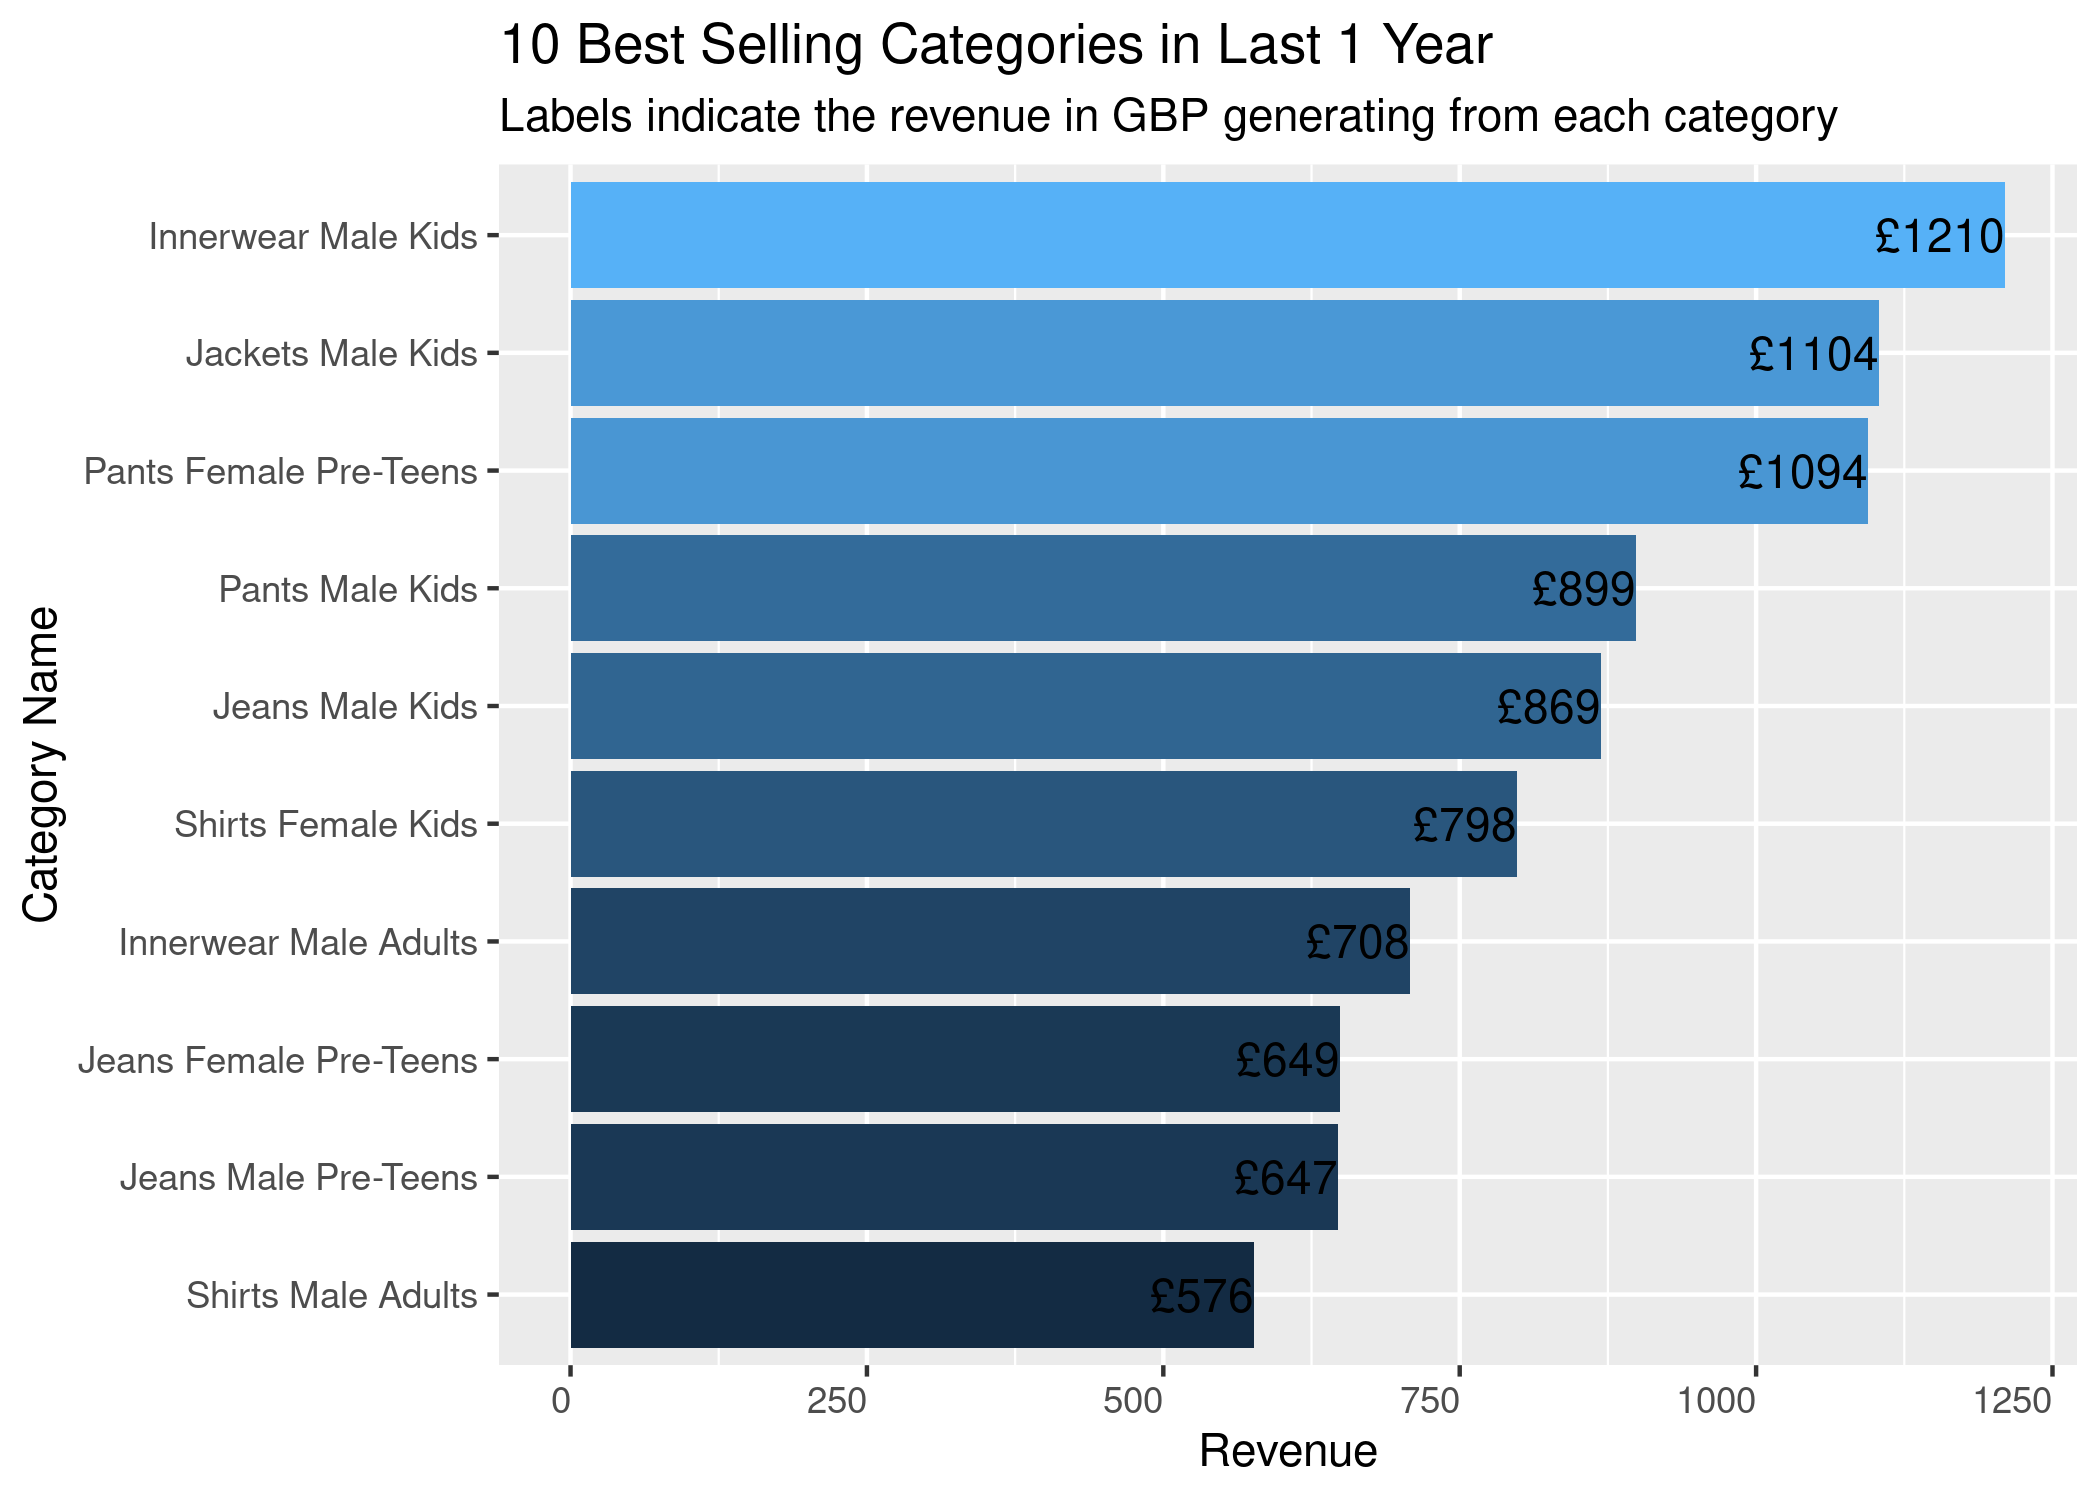 10 Best Selling Categories in Last 1 Year
Labels indicate the revenue in GBP generating from each category
Category Name
Innerwear Male Kids £1210
Jackets Male Kids £1104
Pants Female Pre-Teens £1094
Pants Male Kids £899
Jeans Male Kids £869
Shirts Female Kids £798
Innerwear Male Adults £708
Jeans Female Pre-Teens £649
Jeans Male Pre-Teens £647
Shirts Male Adults £576
0 250 500 750 1000 1250
Revenue